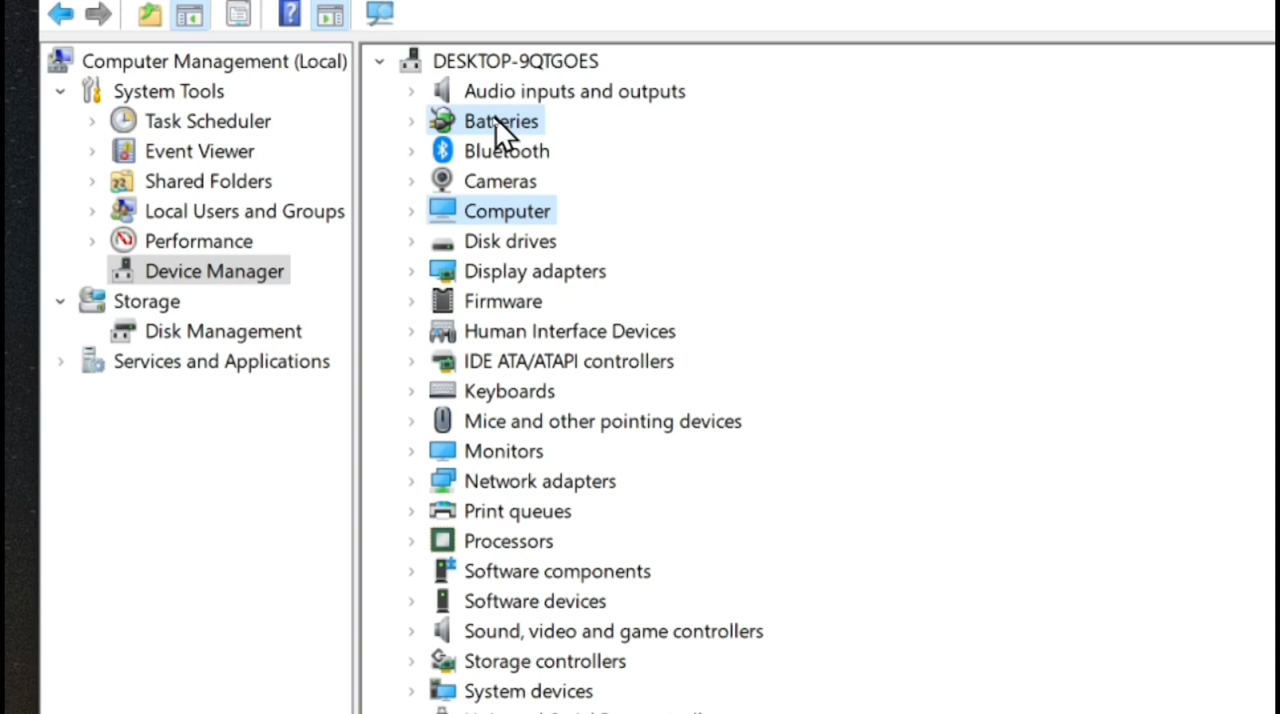 Computer Management (Local)
System Tools
Task Scheduler
Event Viewer
Shared Folders
Local Users and Groups
Performance
Device Manager
Storage
Disk Management
Services and Applications
DESKTOP-9QTGOES
Audio inputs and outputs
Batteries
Bluetooth
Cameras
Computer
Disk drives
Display adapters
Firmware
Human Interface Devices
IDE ATA/ATAPI controllers
Keyboards
Mice and other pointing devices
Monitors
Network adapters
Print queues
Processors
Software components
Software devices
Sound, video and game controllers
Storage controllers
System devices